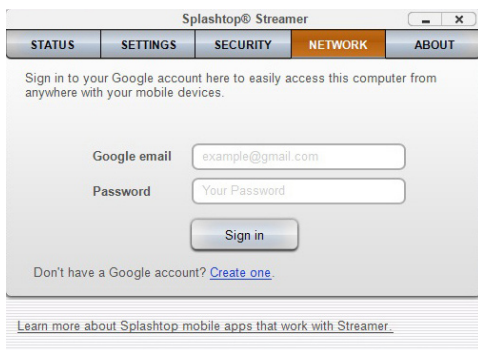 Splashtop® Streamer
STATUS SETTINGS SECURITY NETWORK ABOUT
Sign in to your Google account here to easily access this computer from
anywhere with your mobile devices.
Google email example@gmail.com
Password Your Password
Sign in
Don't have a Google account? Create one.
Learn more about Splashtop mobile apps that work with Streamer.